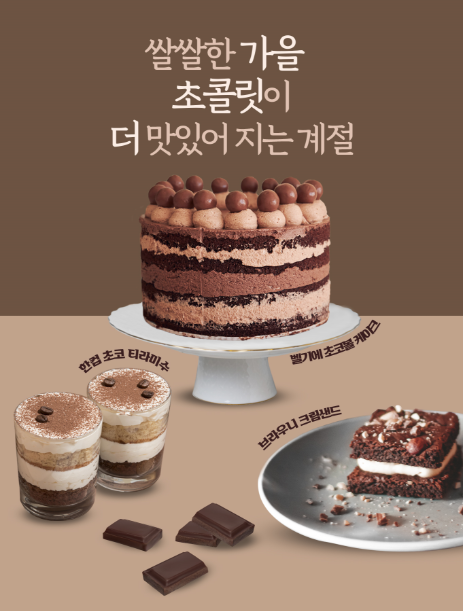 쌀쌀한 가을
초콜릿이
더 맛있어 지는 계절
한컵 초코 티라미수
벨기에 초코볼 케이크
브라우니 크림샌드